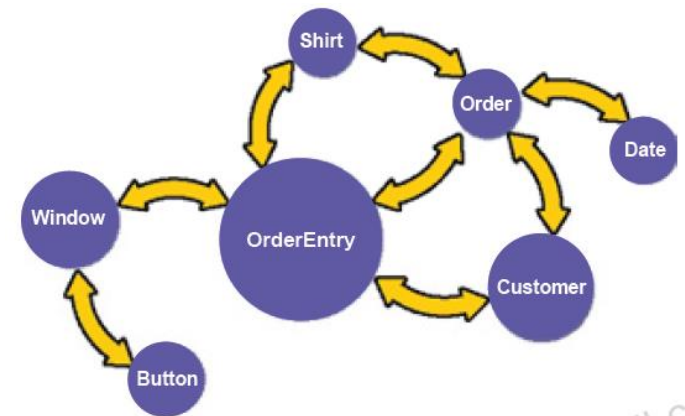 Shirt
Order
Date
Window
OrderEntry
Customer
Button